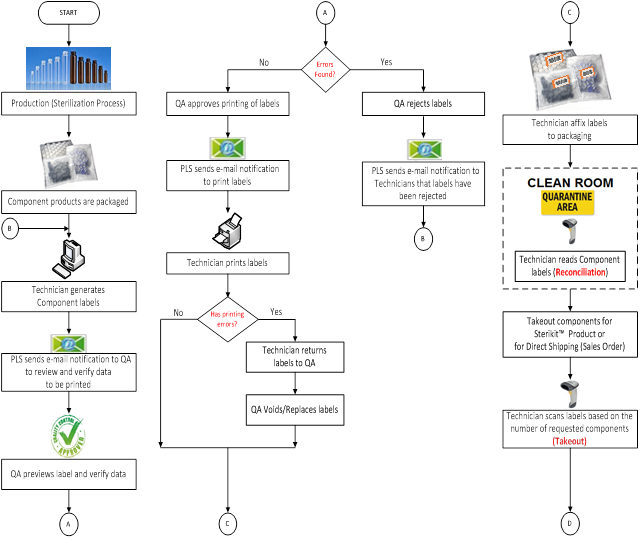 START
Production (Sterilization Process)
Component products are packaged
B
Technician generates
Component labels
PLS sends e-mail notification to QA
to review and verify data
to be printed
QUALITY CONTROL
APPROVED
QA previews label and verify data
A
A
Errors
Found?
No
Yes
QA approves printing of labels
PLS sends e-mail notification
to print labels
Technician prints labels
Has printing
errors?
No
Yes
Technician returns
labels to QA
QA Voids/Replaces labels
C
QA rejects labels
PLS sends e-mail notification to
Technicians that labels have
been rejected
B
C
Technician affix labels
to packaging
CLEAN ROOM
QUARANTINE
AREA
Technician reads Component
labels (Reconciliation)
Takeout components for
Sterikit™ Product or
for Direct Shipping (Sales Order)
Technician scans labels based on the
number of requested components
(Takeout)
D